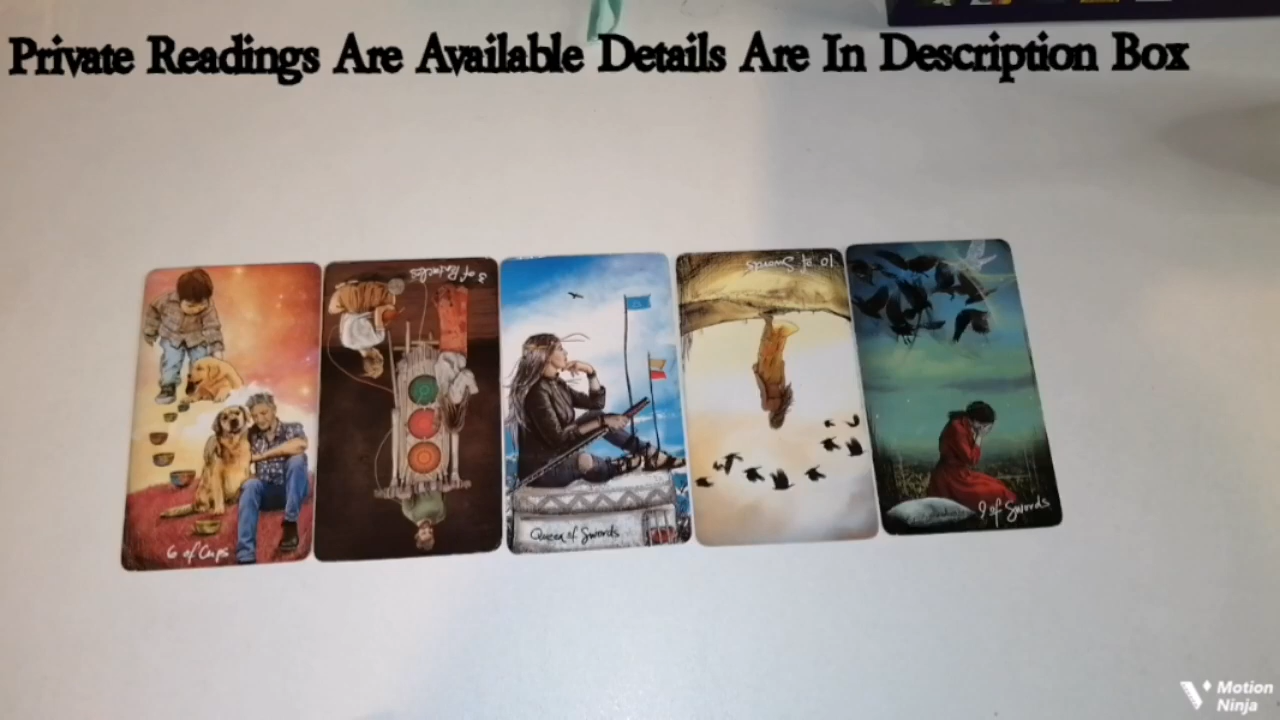 Private Readings Are Available Details Are In Description Box
6 of Cups
3 of Pentacles
Queen of Swords
10 of Swords
9 of Swords
Motion
Ninja